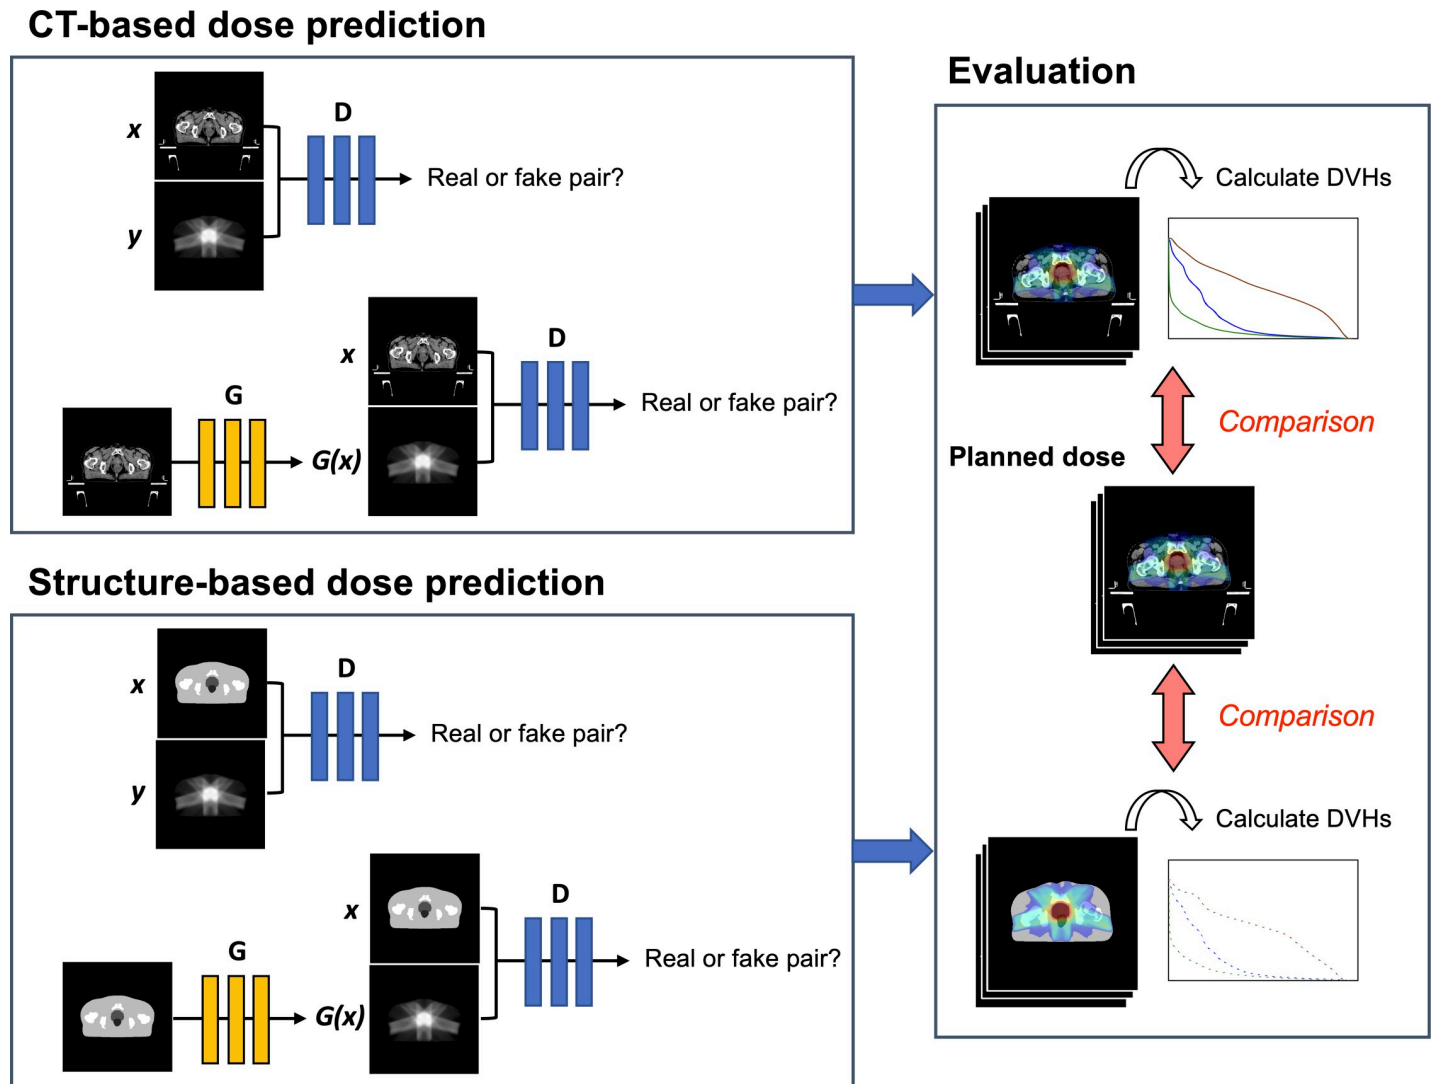 CT-based dose prediction
x
y
D
Real or fake pair?
G
G(x)
x
D
Real or fake pair?
Structure-based dose prediction
x
y
D
Real or fake pair?
G
G(x)
x
D
Real or fake pair?
Evaluation
Calculate DVHs
Comparison
Planned dose
Comparison
Calculate DVHs